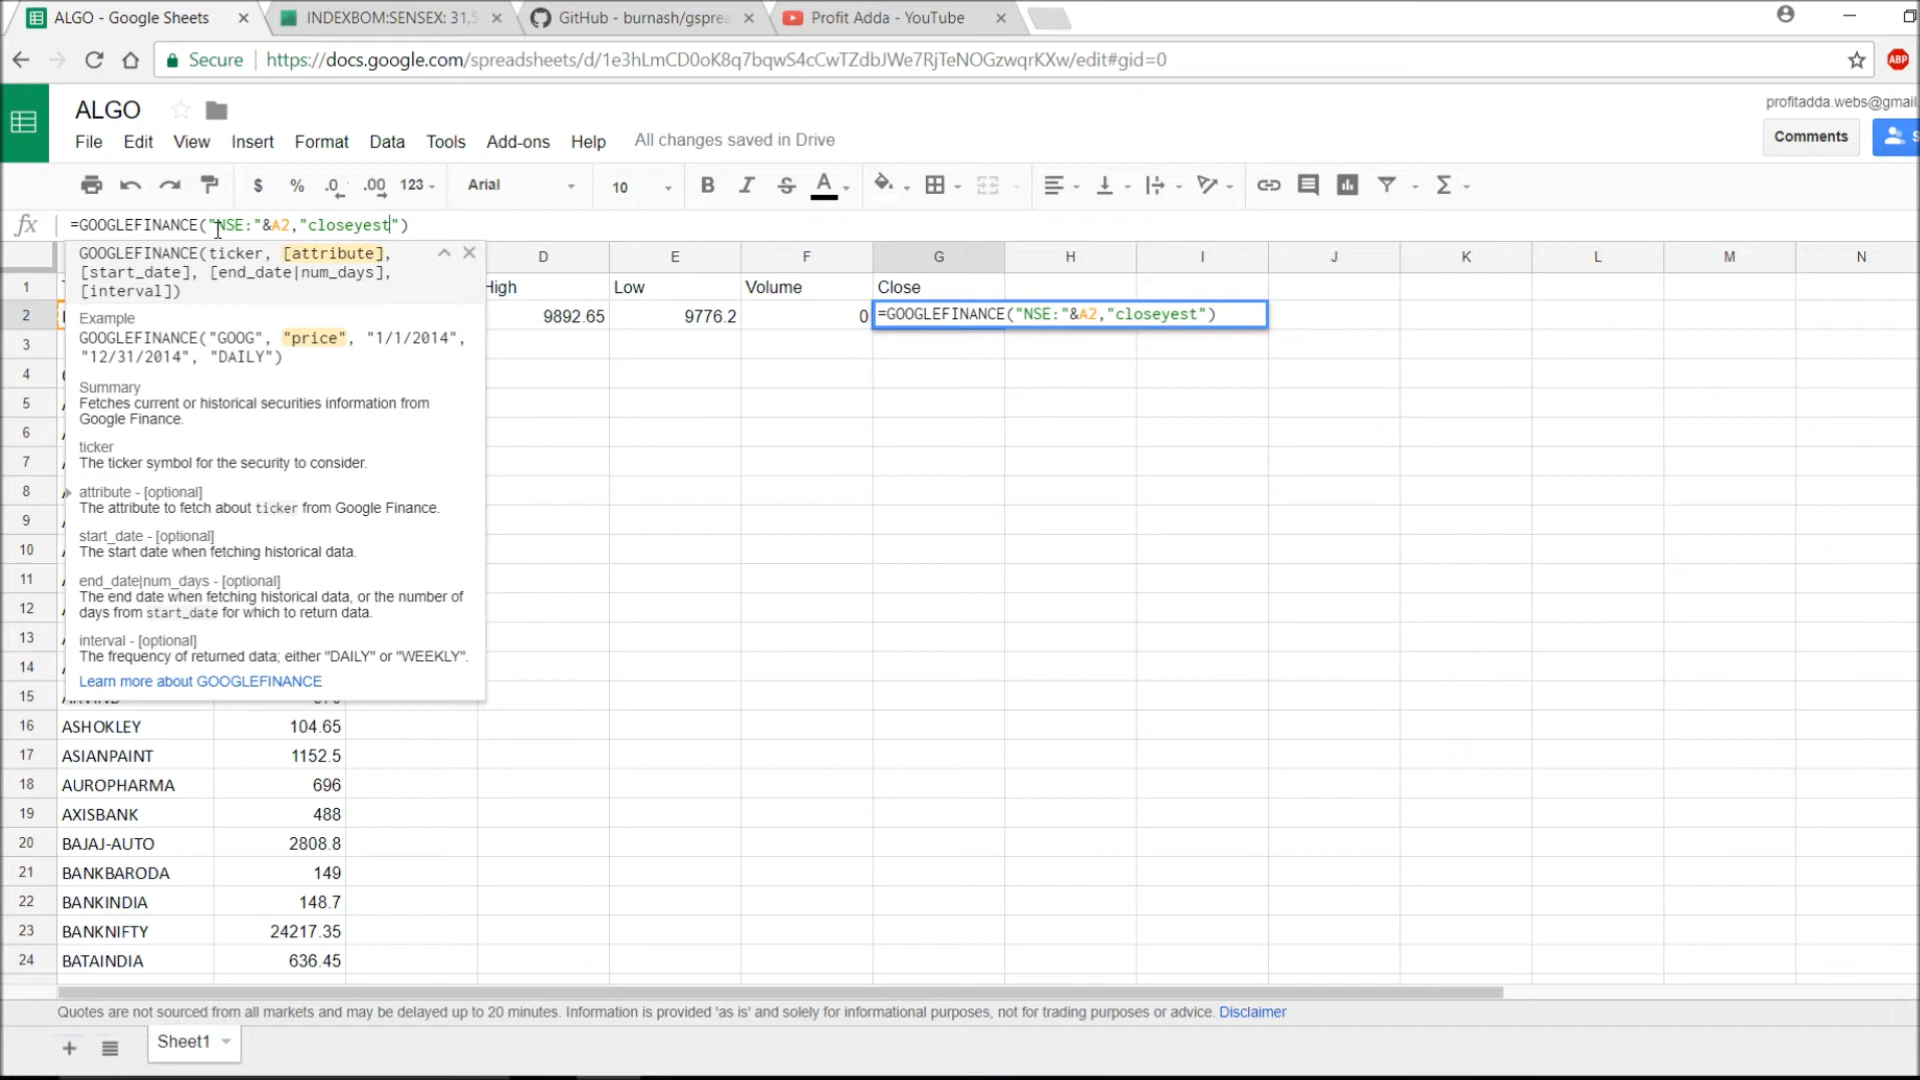 ALGO - Google Sheets
INDEXBOM:SENSEX: 31,5
GitHub - burnash/gsprea
Profit Adda - YouTube
Secure
https://docs.google.com/spreadsheets/d/1e3hLmCD0oK8q7bqwS4cCwTZdbJWe7RjTeNOGzwqrKXw/edit#gid=0
ABP
ALGO
profitadda.webs@gmail
File Edit View Insert Format Data Tools Add-ons Help All changes saved in Drive
Comments
$ % .0 .00 123 Arial 10 B I S A Σ
fx =GOOGLEFINANCE("NSE:"&A2,"closeyest")
GOOGLEFINANCE(ticker, [attribute],
[start_date], [end_date|num_days],
[interval])
Example
GOOGLEFINANCE("GOOG", "price", "1/1/2014",
"12/31/2014", "DAILY")
Summary
Fetches current or historical securities information from
Google Finance.
ticker
The ticker symbol for the security to consider.
attribute - [optional]
The attribute to fetch about ticker from Google Finance.
start_date - [optional]
The start date when fetching historical data.
end_date|num_days - [optional]
The end date when fetching historical data, or the number of
days from start_date for which to return data.
interval - [optional]
The frequency of returned data; either "DAILY" or "WEEKLY".
Learn more about GOOGLEFINANCE
D E F G H I J K L M N
1 High Low Volume Close
2 9892.65 9776.2 0 =GOOGLEFINANCE("NSE:"&A2,"closeyest")
3
4
5
6
7
8
9
10
11
12
13
14
15
16 ASHOKLEY 104.65
17 ASIANPAINT 1152.5
18 AUROPHARMA 696
19 AXISBANK 488
20 BAJAJ-AUTO 2808.8
21 BANKBARODA 149
22 BANKINDIA 148.7
23 BANKNIFTY 24217.35
24 BATAINDIA 636.45
Quotes are not sourced from all markets and may be delayed up to 20 minutes. Information is provided 'as is' and solely for informational purposes, not for trading purposes or advice. Disclaimer
Sheet1